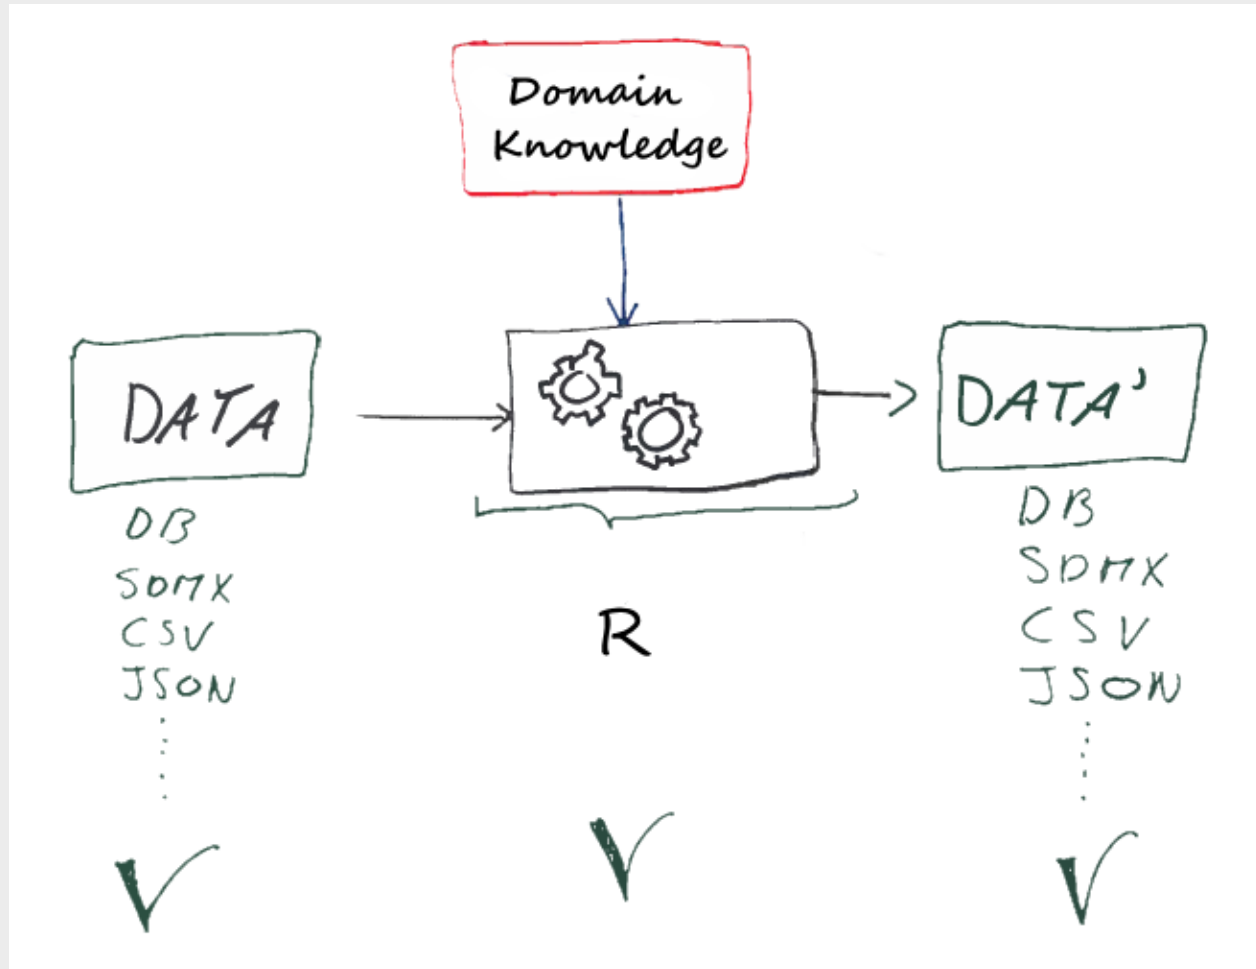 Domain
Knowledge
DATA
DATA'
DB
SDMX
CSV
JSON
R
DB
SDMX
CSV
JSON